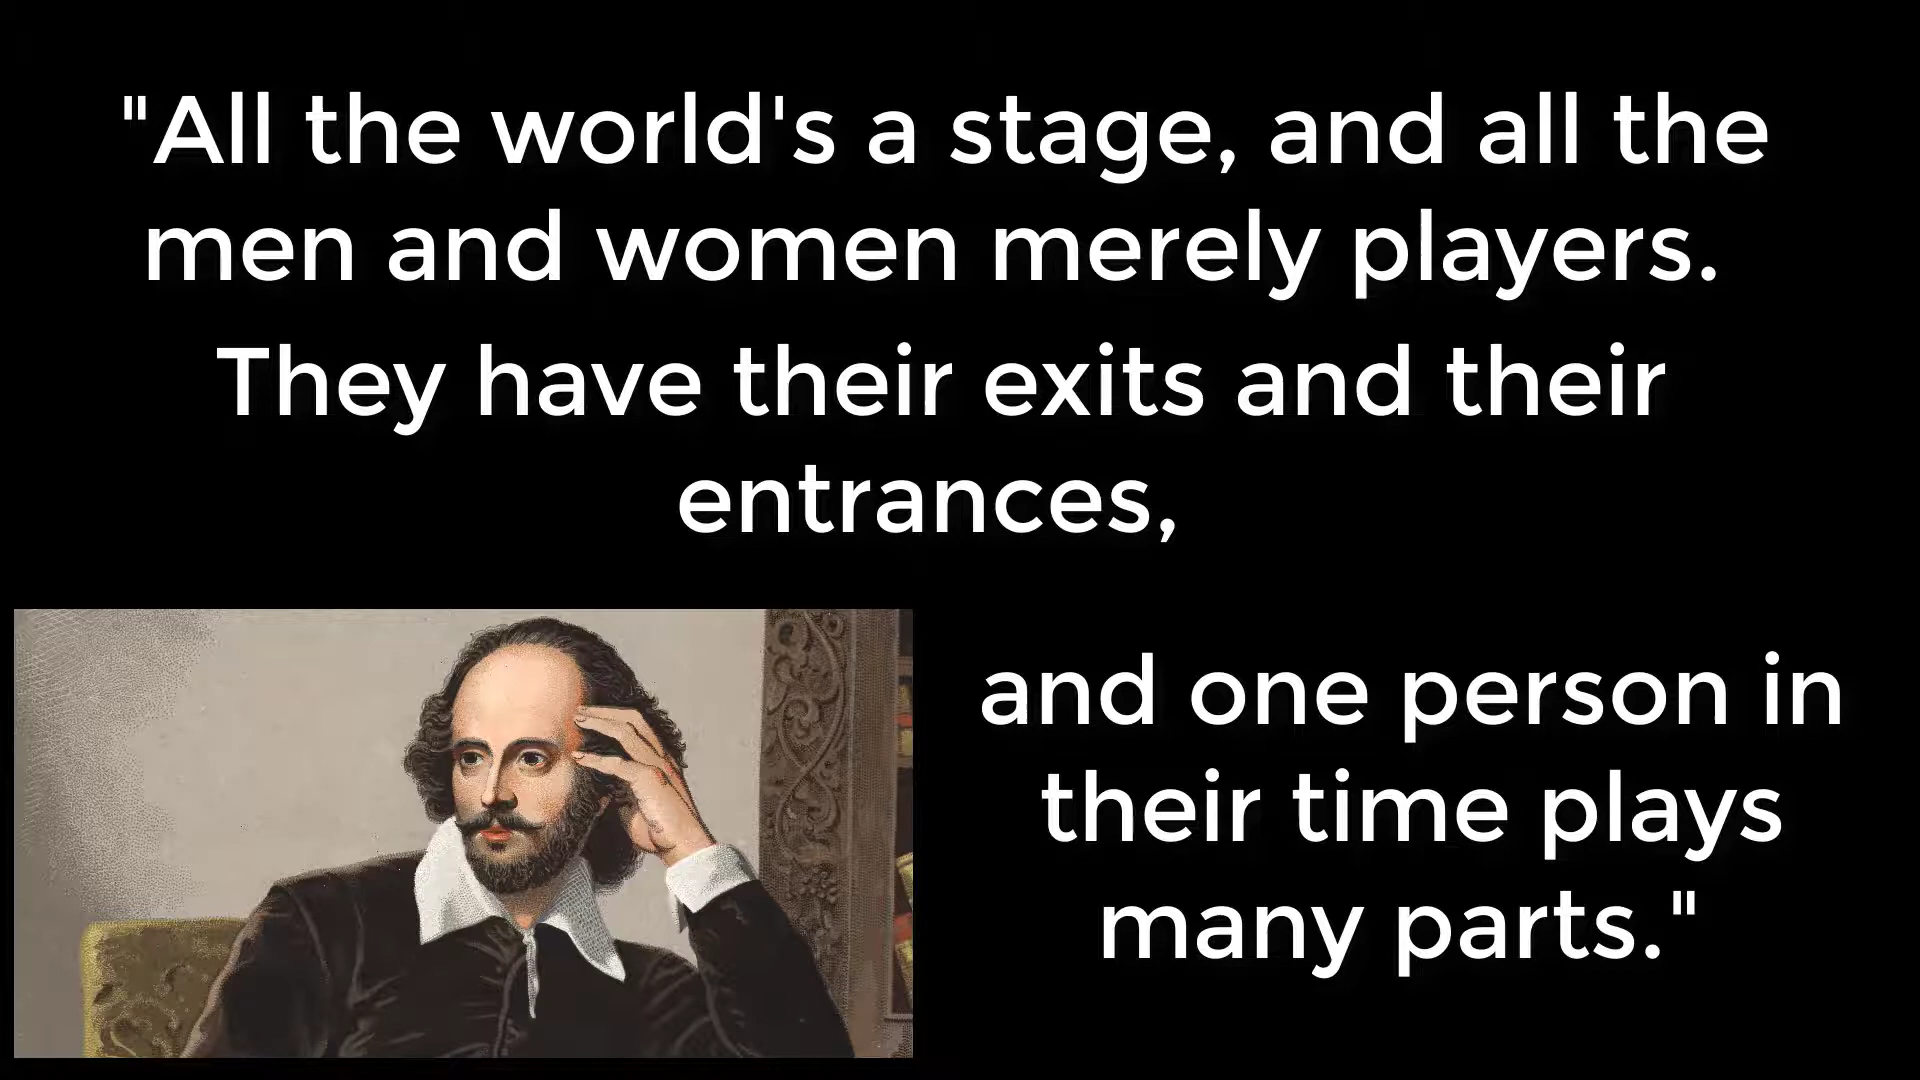 "All the world's a stage, and all the
men and women merely players.
They have their exits and their
entrances,
and one person in
their time plays
many parts."